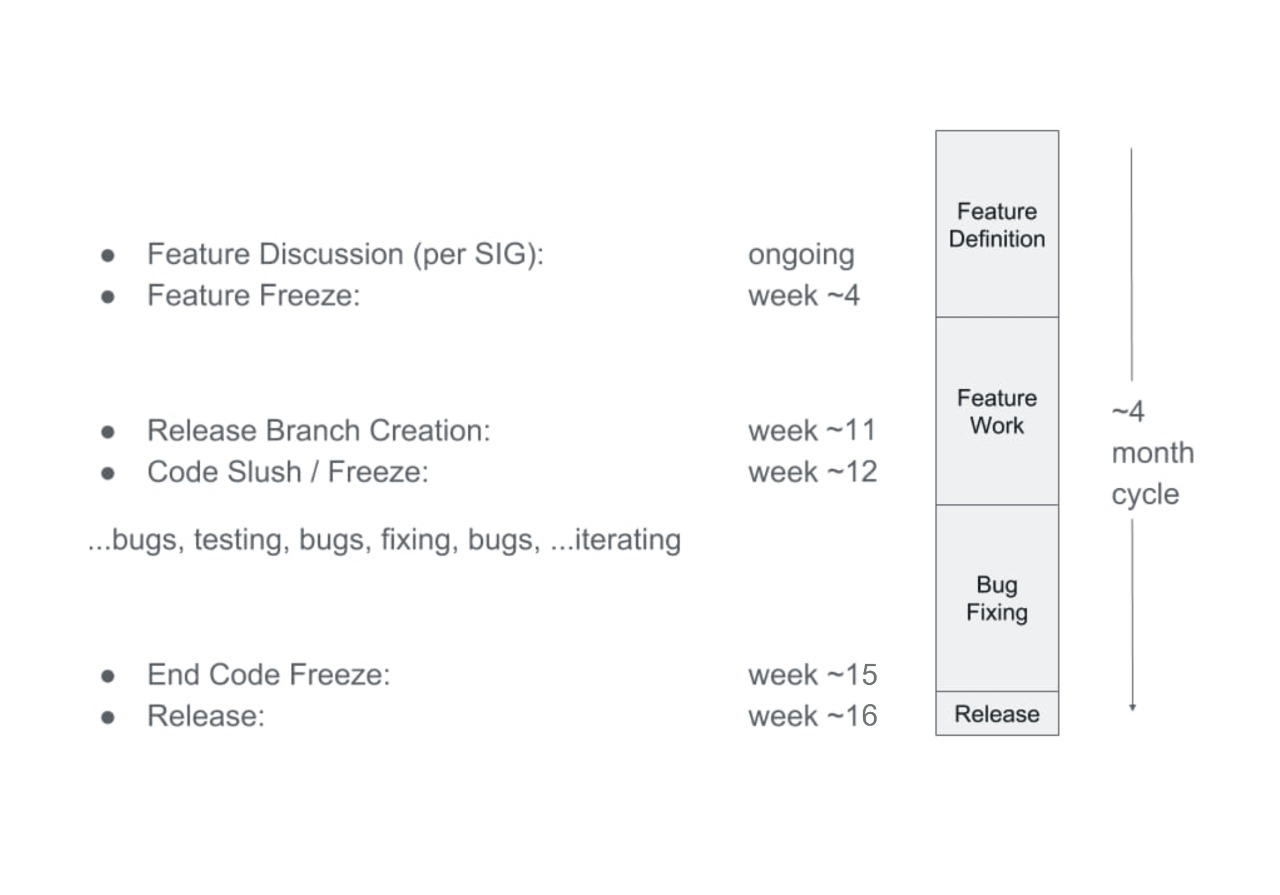 ● Feature Discussion (per SIG): ongoing
● Feature Freeze: week ~4
● Release Branch Creation: week ~11
● Code Slush / Freeze: week ~12
...bugs, testing, bugs, fixing, bugs, ...iterating
● End Code Freeze: week ~15
● Release: week ~16
Feature
Definition
Feature
Work
Bug
Fixing
Release
~4
month
cycle